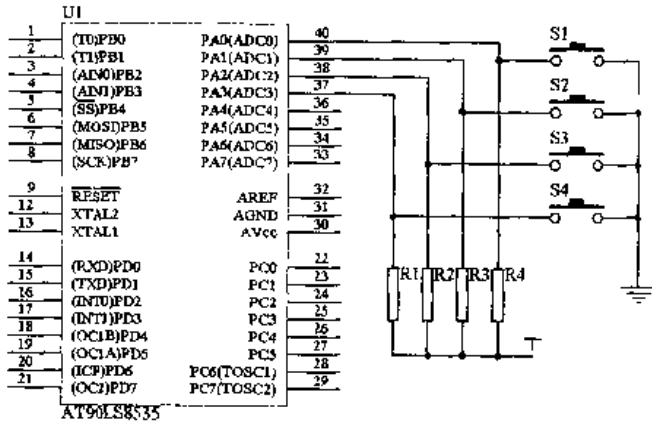 U1
1 (T0)PB0 PA0(ADC0) 40
2 (T1)PB1 PA1(ADC1) 39
3 (AIN0)PB2 PA2(ADC2) 38
4 (AIN1)PB3 PA3(ADC3) 37
5 (SS)PB4 PA4(ADC4) 36
6 (MOSI)PB5 PA5(ADC5) 35
7 (MISO)PB6 PA6(ADC6) 34
8 (SCK)PB7 PA7(ADC7) 33
9 RESET AREF 32
12 XTAL2 AGND 31
13 XTAL1 AVcc 30
14 (RXD)PD0 PC0 22
15 (TXD)PD1 PC1 23
16 (INT0)PD2 PC2 24
17 (INT1)PD3 PC3 25
18 (OC1B)PD4 PC4 26
19 (OC1A)PD5 PC5 27
20 (ICP)PD6 PC6(TOSC1) 28
21 (OC2)PD7 PC7(TOSC2) 29
AT90LS8535
S1
S2
S3
S4
R1 R2 R3 R4